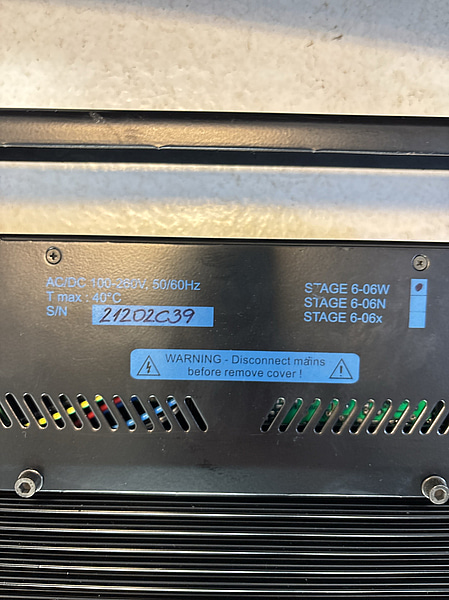 AC/DC 100-260V, 50/60Hz
T max : 40°C
S/N 21202C39
STAGE 6-06W
STAGE 6-06N
STAGE 6-06x
WARNING - Disconnect mains
before remove cover !